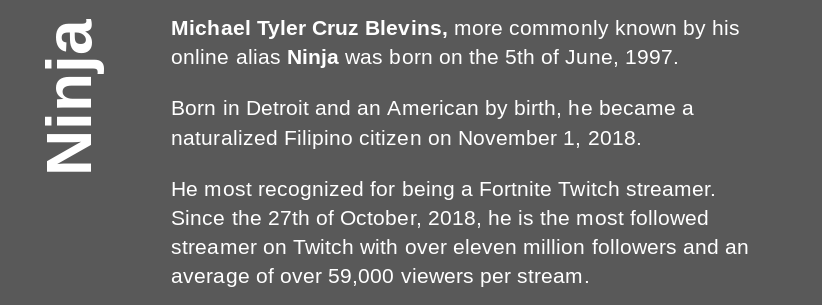 Ninja
Michael Tyler Cruz Blevins, more commonly known by his
online alias Ninja was born on the 5th of June, 1997.
Born in Detroit and an American by birth, he became a
naturalized Filipino citizen on November 1, 2018.
He most recognized for being a Fortnite Twitch streamer.
Since the 27th of October, 2018, he is the most followed
streamer on Twitch with over eleven million followers and an
average of over 59,000 viewers per stream.